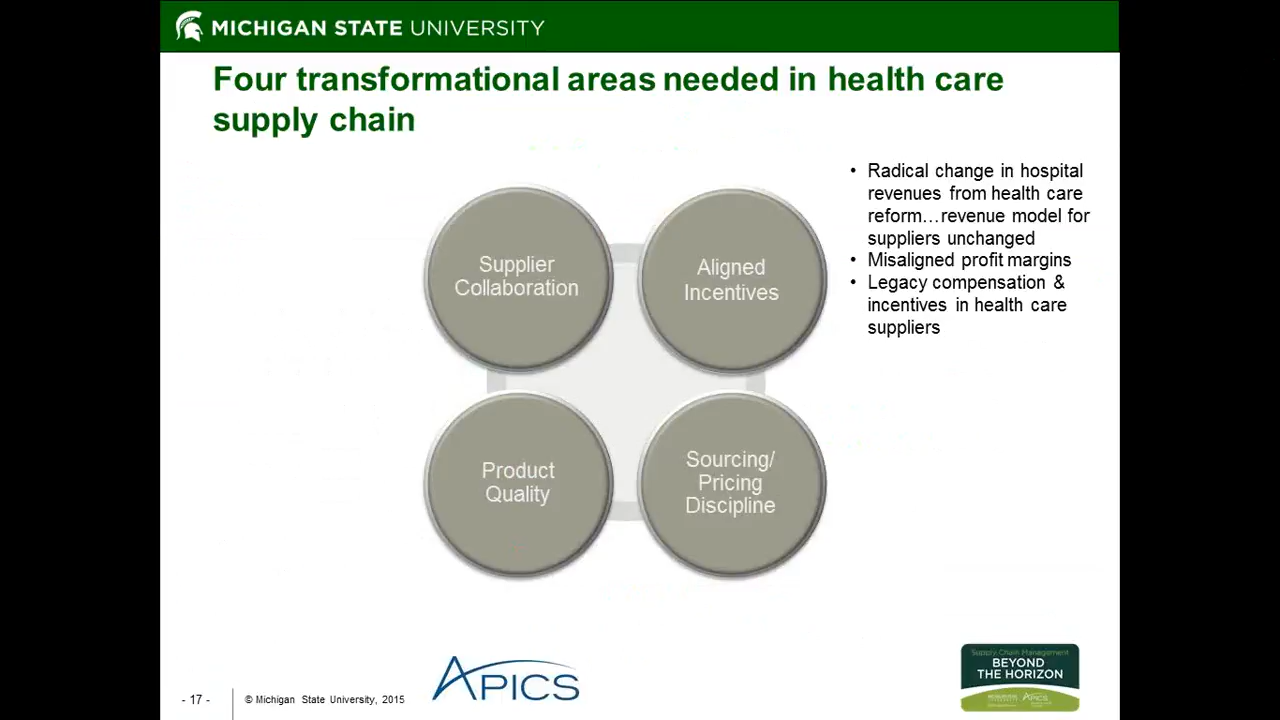 MICHIGAN STATE UNIVERSITY
Four transformational areas needed in health care
supply chain
Supplier
Collaboration
Aligned
Incentives
Product
Quality
Sourcing/
Pricing
Discipline
• Radical change in hospital
revenues from health care
reform…revenue model for
suppliers unchanged
• Misaligned profit margins
• Legacy compensation &
incentives in health care
suppliers
- 17 -
© Michigan State University, 2015
APICS
Supply Chain Management
BEYOND
THE HORIZON
APICS